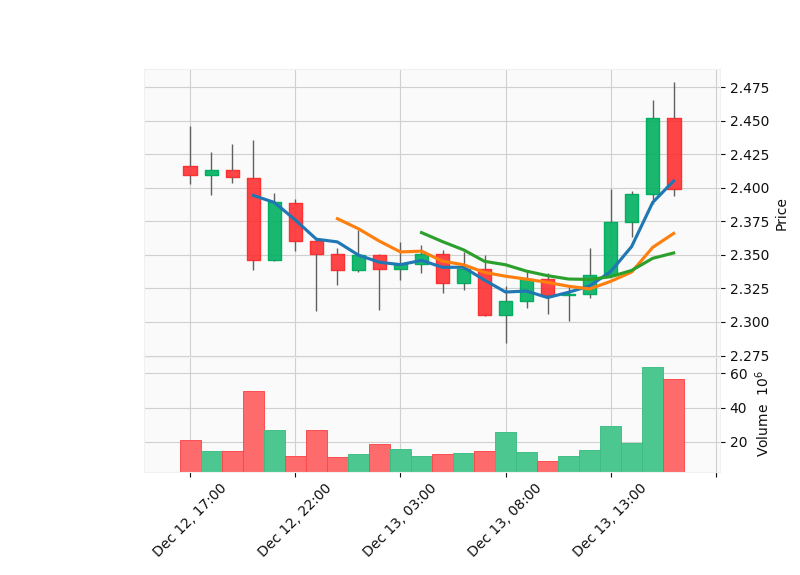 2.475
2.450
2.425
2.400
2.375
2.350
2.325
2.300
2.275
Price
60
40
20
Volume 10⁶
Dec 12, 17:00
Dec 12, 22:00
Dec 13, 03:00
Dec 13, 08:00
Dec 13, 13:00